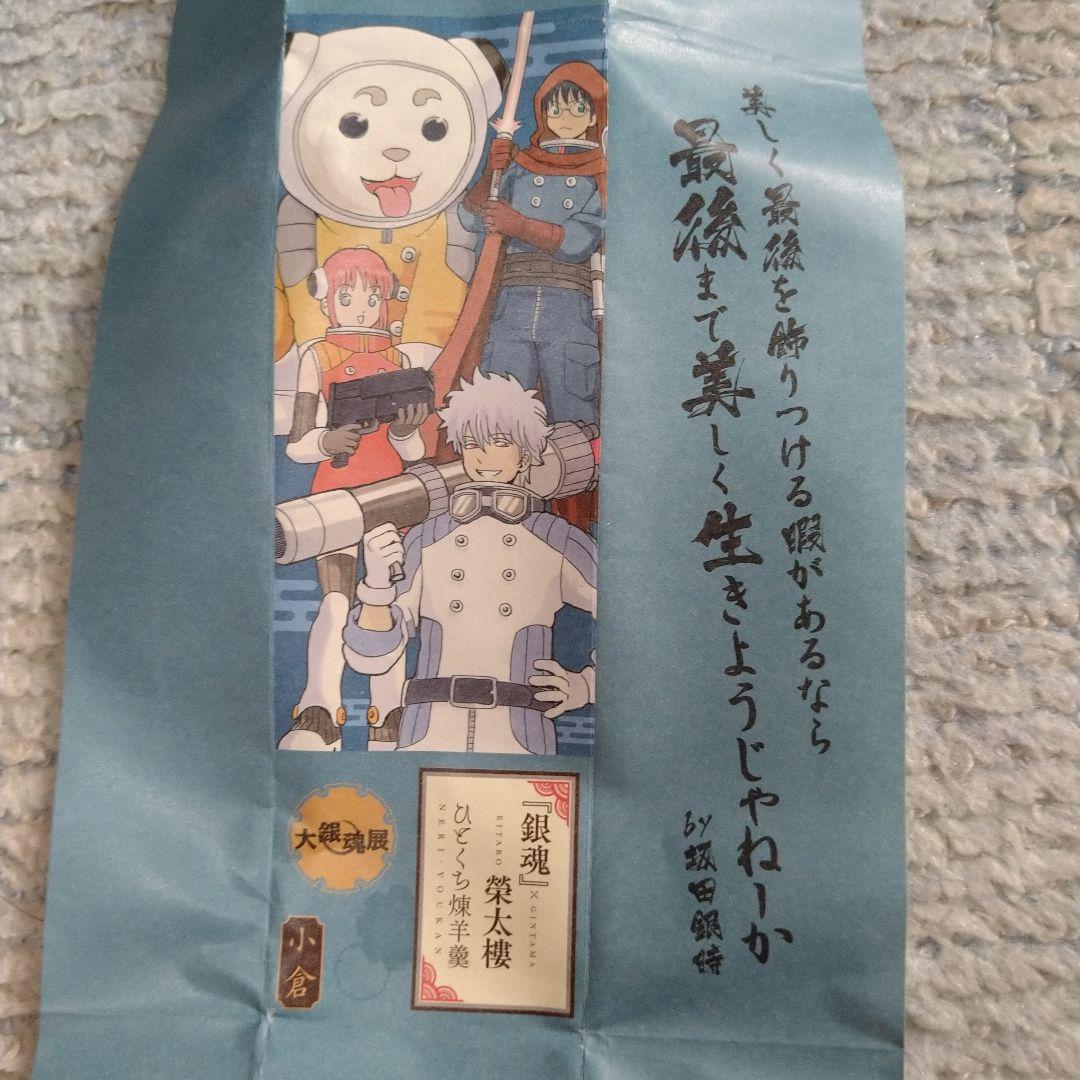 美しく最後を飾りつける暇があるなら
最後まで美しく生きようじゃねーか
by坂田銀時
『銀魂』×
GINTAMA
EITARO
榮太樓
ひとくち煉羊羹
NERI-YOUKAN
大銀魂展
小倉